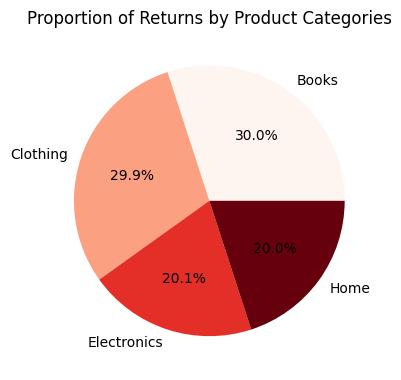 Proportion of Returns by Product Categories
Books
30.0%
Clothing
29.9%
20.1%
Electronics
20.0%
Home